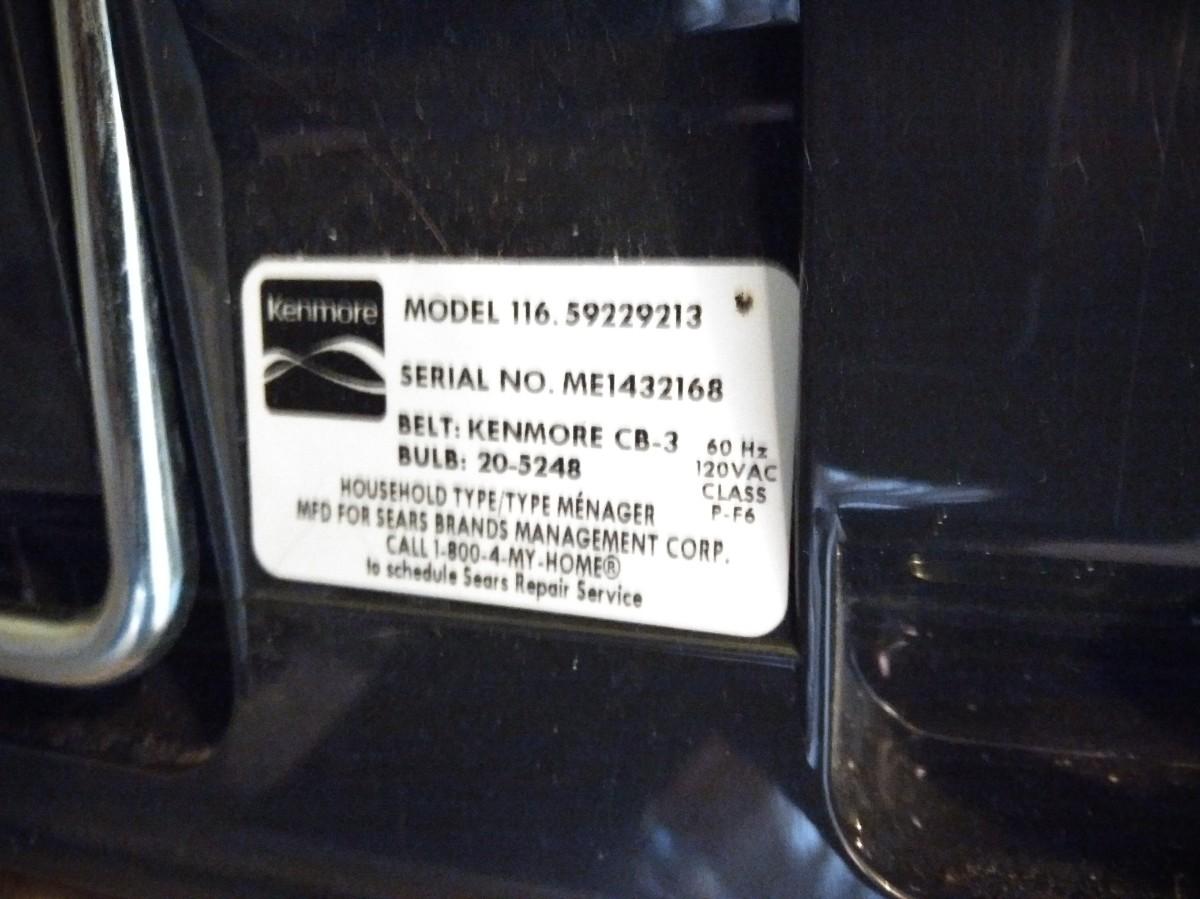 Kenmore
MODEL 116. 59229213
SERIAL NO. ME1432168
BELT: KENMORE CB-3
BULB: 20-5248
60 Hz
120VAC
CLASS
P-F6
HOUSEHOLD TYPE/TYPE MÉNAGER
MFD FOR SEARS BRANDS MANAGEMENT CORP.
CALL 1-800-4-MY-HOME®
to schedule Sears Repair Service